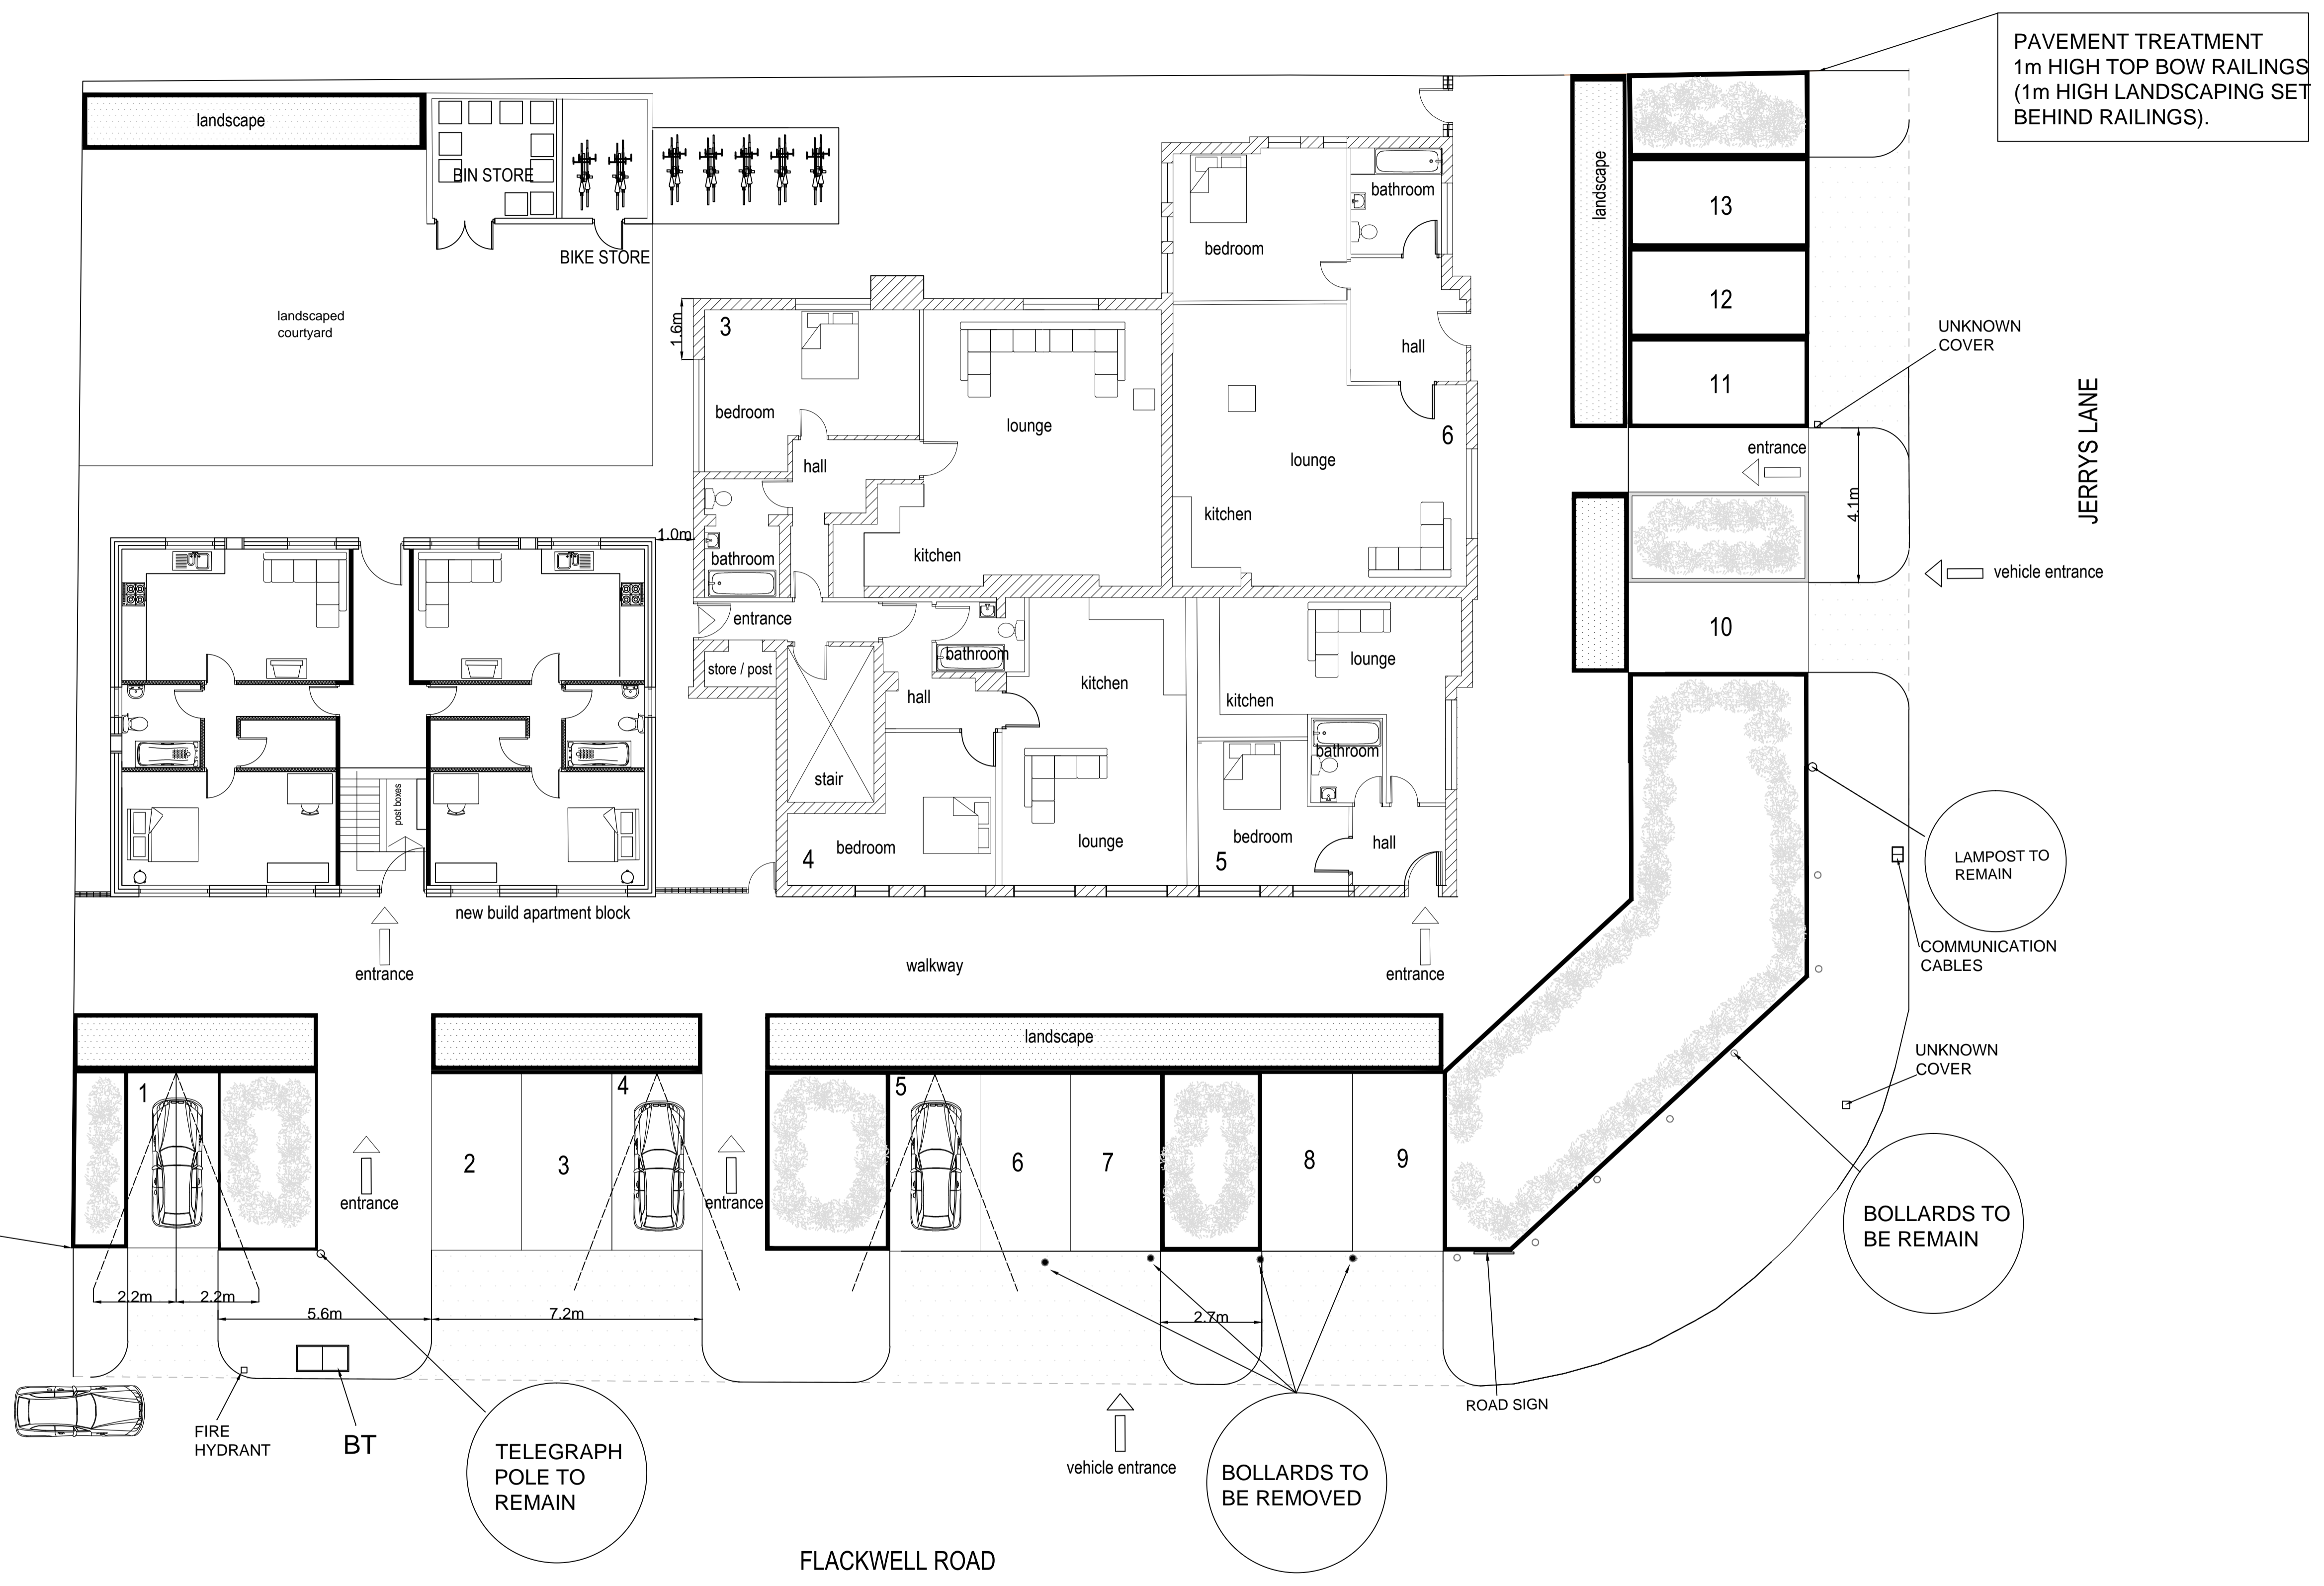 PAVEMENT TREATMENT
1m HIGH TOP BOW RAILINGS
(1m HIGH LANDSCAPING SET
BEHIND RAILINGS).
landscape
BIN STORE
BIKE STORE
landscaped
courtyard
landscape
13
12
11
UNKNOWN
COVER
JERRYS LANE
entrance
4.1m
vehicle entrance
10
bedroom
bathroom
hall
6
lounge
kitchen
1.6m
3
bedroom
lounge
hall
bathroom
kitchen
1.0m
entrance
store / post
bathroom
hall
kitchen
stair
4
bedroom
lounge
lounge
kitchen
bathroom
5
bedroom
hall
post boxes
new build apartment block
entrance
walkway
entrance
LAMPOST TO
REMAIN
COMMUNICATION
CABLES
UNKNOWN
COVER
BOLLARDS TO
BE REMAIN
landscape
1
entrance
2
3
4
entrance
5
6
7
8
9
2.2m
2.2m
5.6m
7.2m
2.7m
FIRE
HYDRANT
BT
TELEGRAPH
POLE TO
REMAIN
vehicle entrance
BOLLARDS TO
BE REMOVED
ROAD SIGN
FLACKWELL ROAD